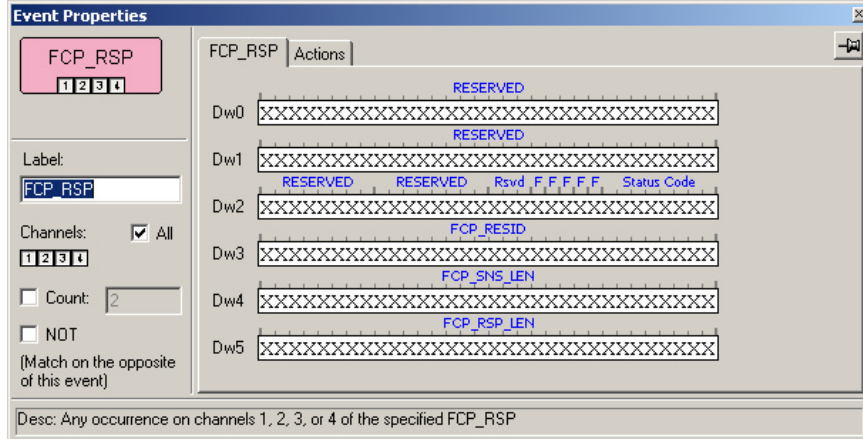 Event Properties
FCP_RSP
1 2 3 4
Label:
FCP_RSP
Channels:
All
1 2 3 4
Count:
2
NOT
(Match on the opposite
of this event)
FCP_RSP
Actions
RESERVED
Dw0 XXXXXXXXXXXXXXXXXXXXXXXXXXXXXXXX
RESERVED
Dw1 XXXXXXXXXXXXXXXXXXXXXXXXXXXXXXXX
RESERVED RESERVED Rsvd F F F F F Status Code
Dw2 XXXXXXXXXXXXXXXXXXXXXXXXXXXXXXXX
FCP_RESID
Dw3 XXXXXXXXXXXXXXXXXXXXXXXXXXXXXXXX
FCP_SNS_LEN
Dw4 XXXXXXXXXXXXXXXXXXXXXXXXXXXXXXXX
FCP_RSP_LEN
Dw5 XXXXXXXXXXXXXXXXXXXXXXXXXXXXXXXX
Desc: Any occurrence on channels 1, 2, 3, or 4 of the specified FCP_RSP